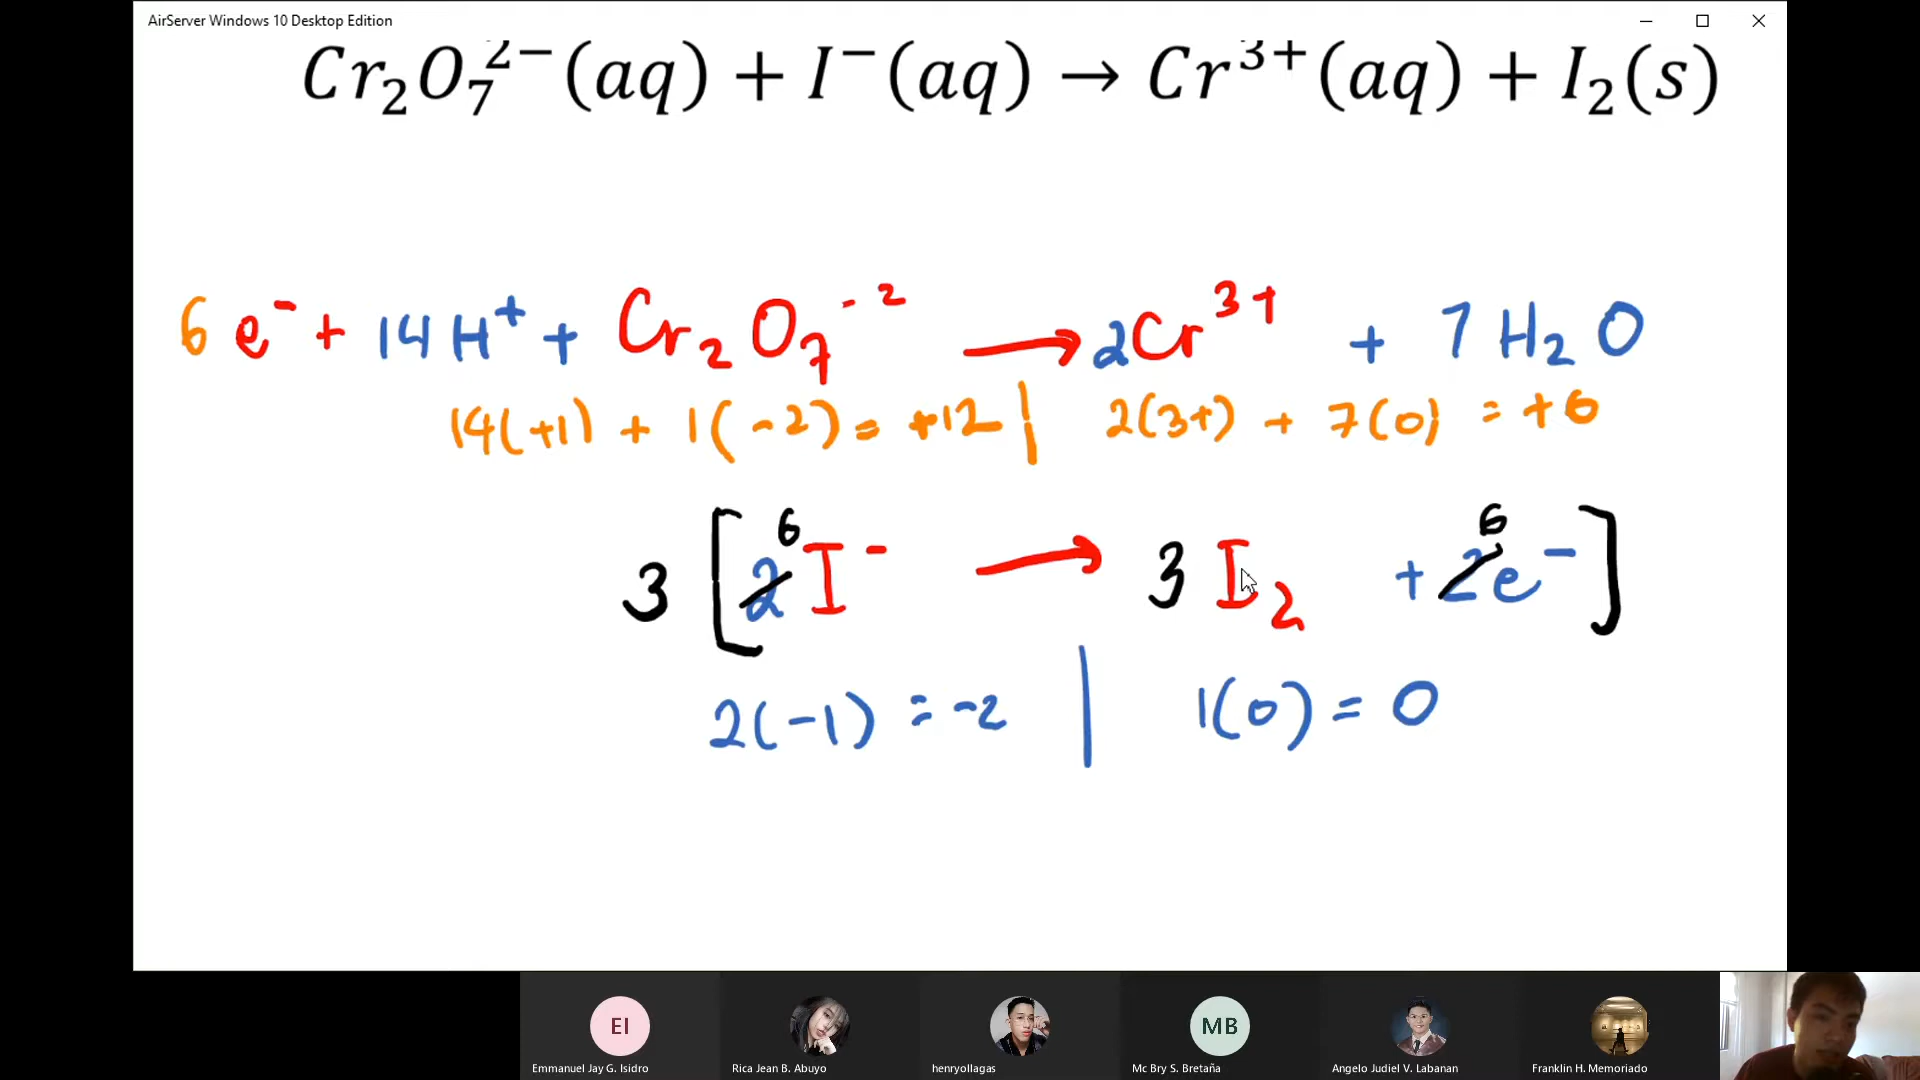 AirServer Windows 10 Desktop Edition
Cr₂O₇²⁻(aq) + I⁻(aq) → Cr³⁺(aq) + I₂(s)
6 e⁻ + 14 H⁺ + Cr₂O₇⁻² → 2Cr³⁺ + 7 H₂O
14(+1) + 1(-2) = +12 | 2(3+) + 7(0) = +6
6 6
3 [2 I⁻ → 3 I₂ + 2e⁻]
2(-1) = -2 | 1(0) = 0
EI MB
Emmanuel Jay G. Isidro Rica Jean B. Abuyo henryollagas Mc Bry S. Bretaña Angelo Judiel V. Labanan Franklin H. Memoriado